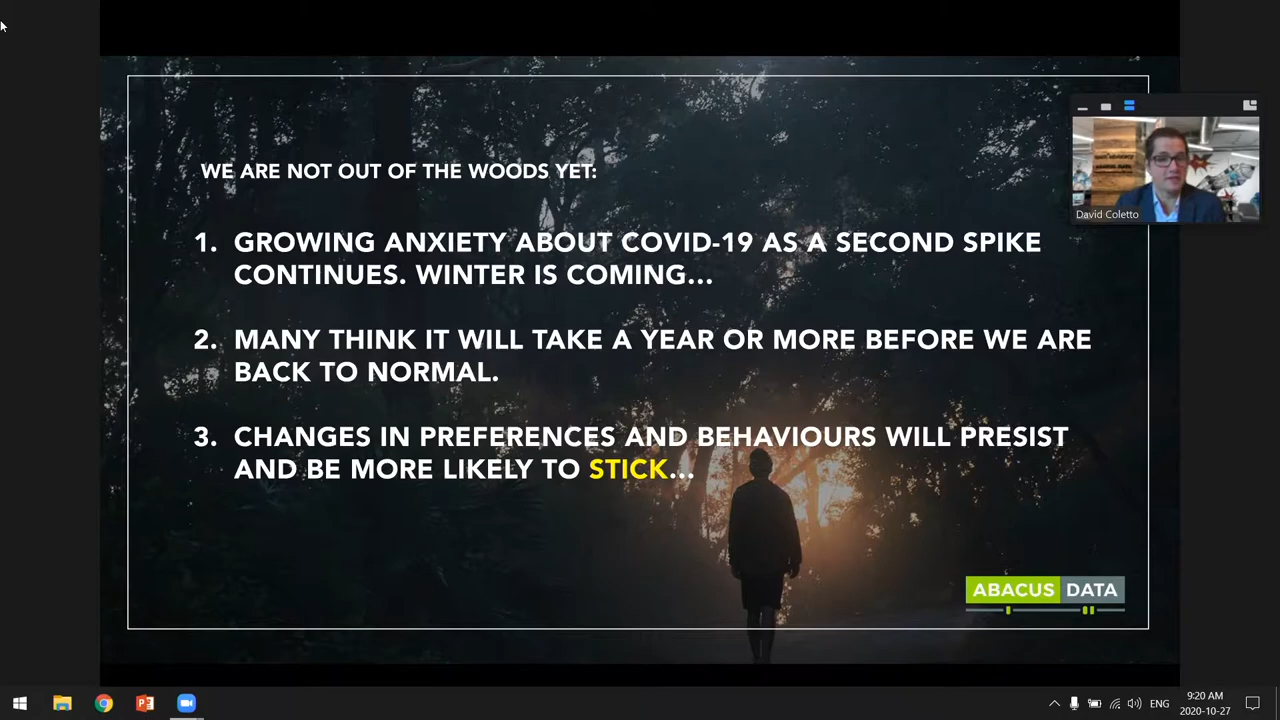 WE ARE NOT OUT OF THE WOODS YET:
1. GROWING ANXIETY ABOUT COVID-19 AS A SECOND SPIKE
CONTINUES. WINTER IS COMING...
2. MANY THINK IT WILL TAKE A YEAR OR MORE BEFORE WE ARE
BACK TO NORMAL.
3. CHANGES IN PREFERENCES AND BEHAVIOURS WILL PRESIST
AND BE MORE LIKELY TO STICK...
David Coletto
ABACUS DATA
ENG
9:20 AM
2020-10-27